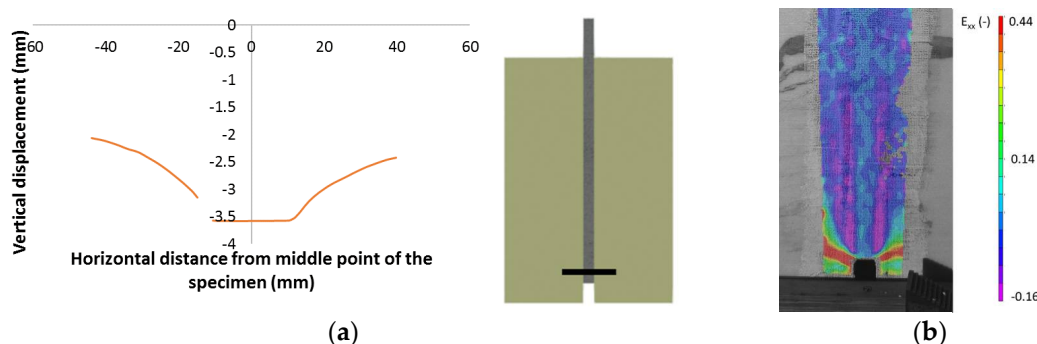 0
-60 -40 -20 0 20 40 60
-0.5
-1
-1.5
-2
-2.5
-3
-3.5
-4
Vertical displacement (mm)
Horizontal distance from middle point of the
specimen (mm)
(a)
Exx (-)
0.44
0.14
-0.16
(b)